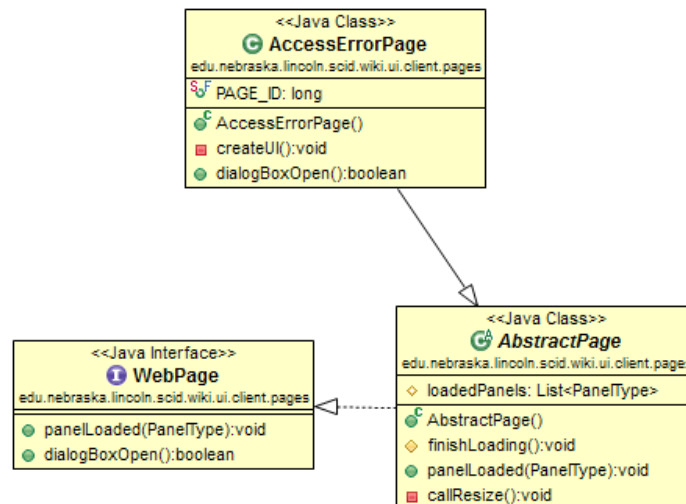 <<Java Class>>
AccessErrorPage
edu.nebraska.lincoln.scid.wiki.ui.client.pages
PAGE_ID: long
AccessErrorPage()
createUI():void
dialogBoxOpen():boolean
<<Java Interface>>
WebPage
edu.nebraska.lincoln.scid.wiki.ui.client.pages
panelLoaded(PanelType):void
dialogBoxOpen():boolean
<<Java Class>>
AbstractPage
edu.nebraska.lincoln.scid.wiki.ui.client.pages
loadedPanels: List<PanelType>
AbstractPage()
finishLoading():void
panelLoaded(PanelType):void
callResize():void